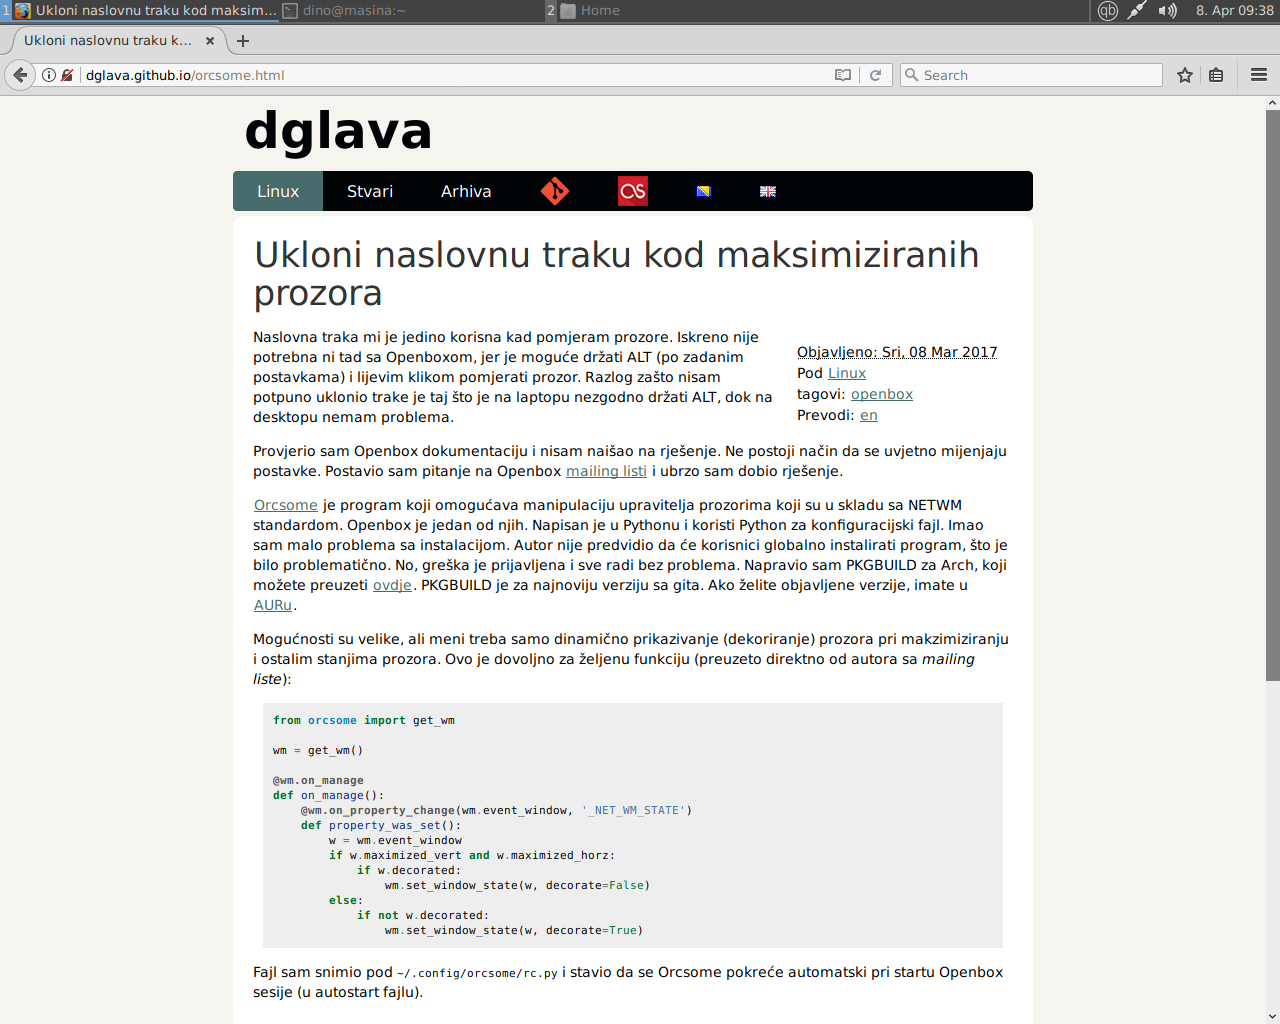 1 Ukloni naslovnu traku kod maksim... dino@masina:~ 2 Home qb 8. Apr 09:38
Ukloni naslovnu traku k...
dglava.github.io/orcsome.html Search
dglava
Linux Stvari Arhiva
Ukloni naslovnu traku kod maksimiziranih
prozora
Naslovna traka mi je jedino korisna kad pomjeram prozore. Iskreno nije
potrebna ni tad sa Openboxom, jer je moguće držati ALT (po zadanim
postavkama) i lijevim klikom pomjerati prozor. Razlog zašto nisam
potpuno uklonio trake je taj što je na laptopu nezgodno držati ALT, dok na
desktopu nemam problema.
Objavljeno: Sri, 08 Mar 2017
Pod Linux
tagovi: openbox
Prevodi: en
Provjerio sam Openbox dokumentaciju i nisam naišao na rješenje. Ne postoji način da se uvjetno mijenjaju
postavke. Postavio sam pitanje na Openbox mailing listi i ubrzo sam dobio rješenje.
Orcsome je program koji omogućava manipulaciju upravitelja prozorima koji su u skladu sa NETWM
standardom. Openbox je jedan od njih. Napisan je u Pythonu i koristi Python za konfiguracijski fajl. Imao
sam malo problema sa instalacijom. Autor nije predvidio da će korisnici globalno instalirati program, što je
bilo problematično. No, greška je prijavljena i sve radi bez problema. Napravio sam PKGBUILD za Arch, koji
možete preuzeti ovdje. PKGBUILD je za najnoviju verziju sa gita. Ako želite objavljene verzije, imate u
AURu.
Mogućnosti su velike, ali meni treba samo dinamično prikazivanje (dekoriranje) prozora pri makzimiziranju
i ostalim stanjima prozora. Ovo je dovoljno za željenu funkciju (preuzeto direktno od autora sa mailing
liste):
from orcsome import get_wm
wm = get_wm()
@wm.on_manage
def on_manage():
    @wm.on_property_change(wm.event_window, '_NET_WM_STATE')
    def property_was_set():
        w = wm.event_window
        if w.maximized_vert and w.maximized_horz:
            if w.decorated:
                wm.set_window_state(w, decorate=False)
        else:
            if not w.decorated:
                wm.set_window_state(w, decorate=True)
Fajl sam snimio pod ~/.config/orcsome/rc.py i stavio da se Orcsome pokreće automatski pri startu Openbox
sesije (u autostart fajlu).